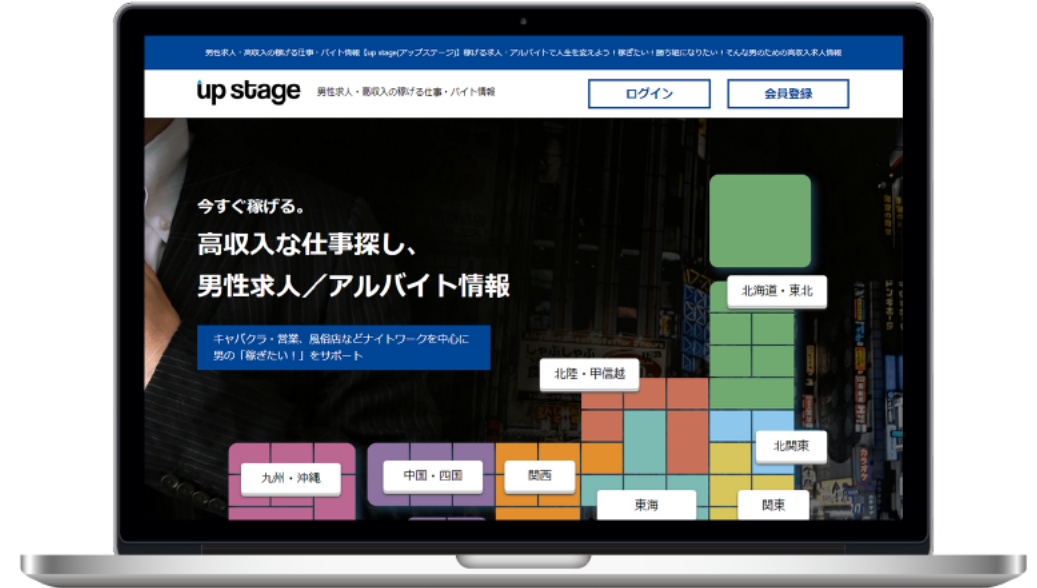 男性求人・高収入の稼げる仕事・バイト情報【up stage(アップステージ)】稼げる求人・アルバイトで人生を変えよう！稼ぎたい！勝ち組になりたい！そんな男のための高収入求人情報
up stage
男性求人・高収入の稼げる仕事・バイト情報
ログイン
会員登録
今すぐ稼げる。
高収入な仕事探し、
男性求人／アルバイト情報
キャバクラ・営業、風俗店などナイトワークを中心に
男の「稼ぎたい！」をサポート
北海道・東北
北陸・甲信越
北関東
九州・沖縄
中国・四国
関西
東海
関東
カラオケ